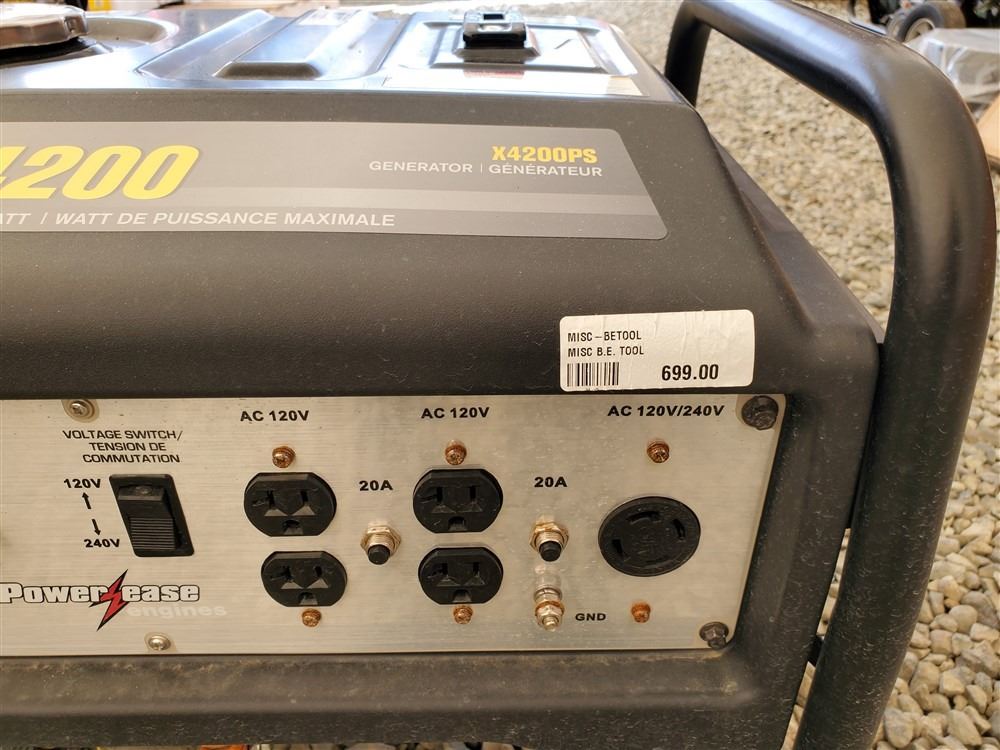 4200
X4200PS
GENERATOR | GÉNÉRATEUR
WATT / WATT DE PUISSANCE MAXIMALE
MISC-BETOOL
MISC B.E. TOOL
699.00
AC 120V
AC 120V
AC 120V/240V
VOLTAGE SWITCH/
TENSION DE
COMMUTATION
120V
240V
20A
20A
GND
Powerease
engines